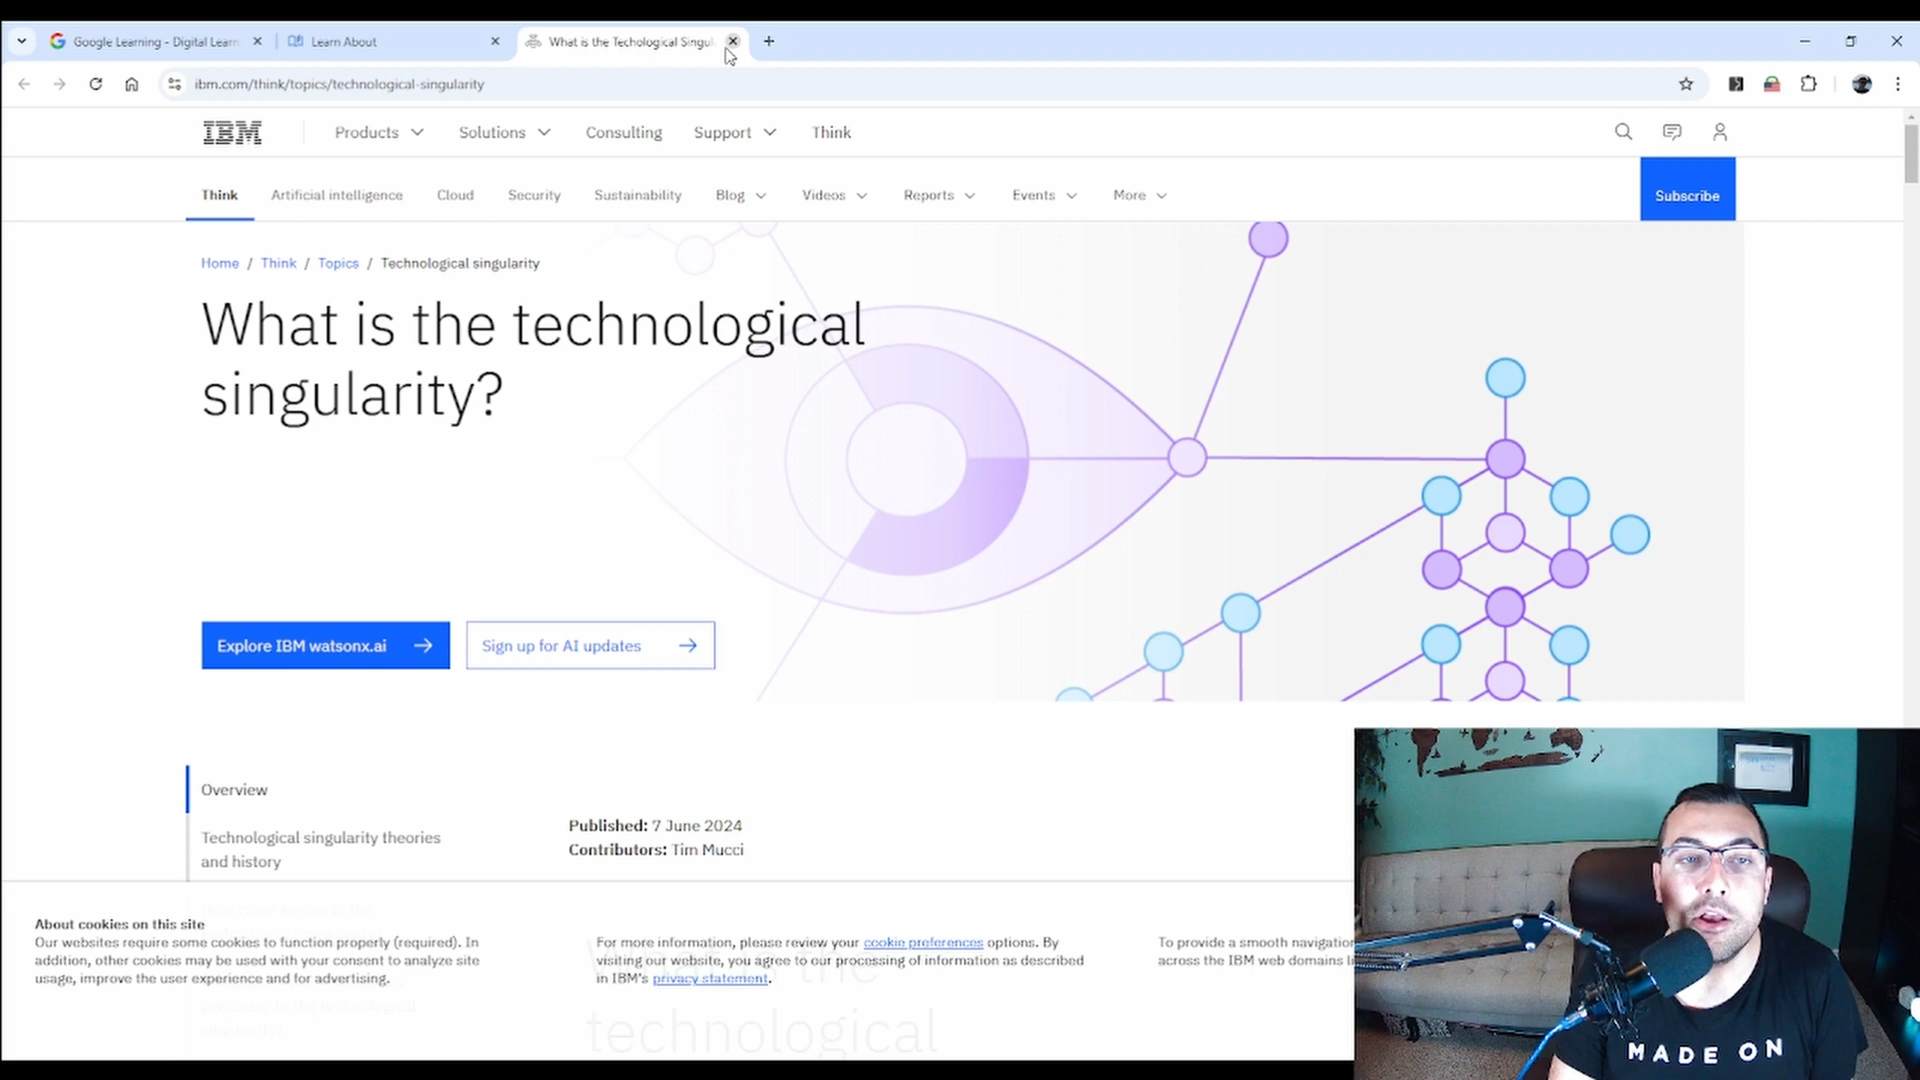 Google Learning - Digital Learn
Learn About
What is the Techological Singul
ibm.com/think/topics/technological-singularity
IBM
Products
Solutions
Consulting
Support
Think
Think
Artificial intelligence
Cloud
Security
Sustainability
Blog
Videos
Reports
Events
More
Subscribe
Home / Think / Topics / Technological singularity
What is the technological
singularity?
Explore IBM watsonx.ai
Sign up for AI updates
Overview
Technological singularity theories
and history
Published: 7 June 2024
Contributors: Tim Mucci
About cookies on this site
Our websites require some cookies to function properly (required). In
addition, other cookies may be used with your consent to analyze site
usage, improve the user experience and for advertising.
For more information, please review your cookie preferences options. By
visiting our website, you agree to our processing of information as described
in IBM's privacy statement.
To provide a smooth navigation
across the IBM web domains
the
technological
MADE ON